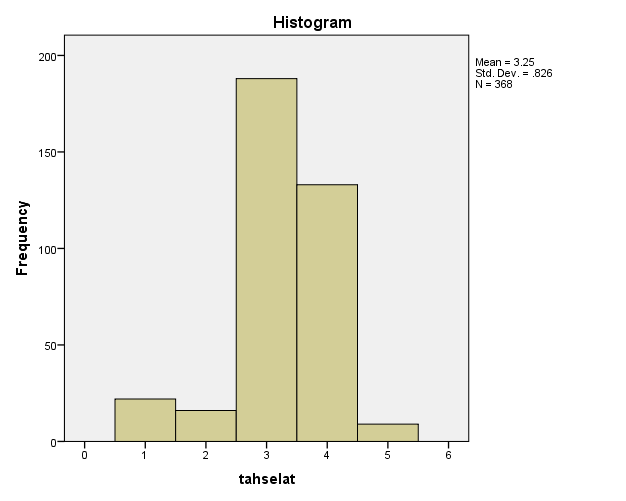 Histogram
Mean = 3.25
Std. Dev. = .826
N = 368
200
150
100
50
0
Frequency
0 1 2 3 4 5 6
tahselat